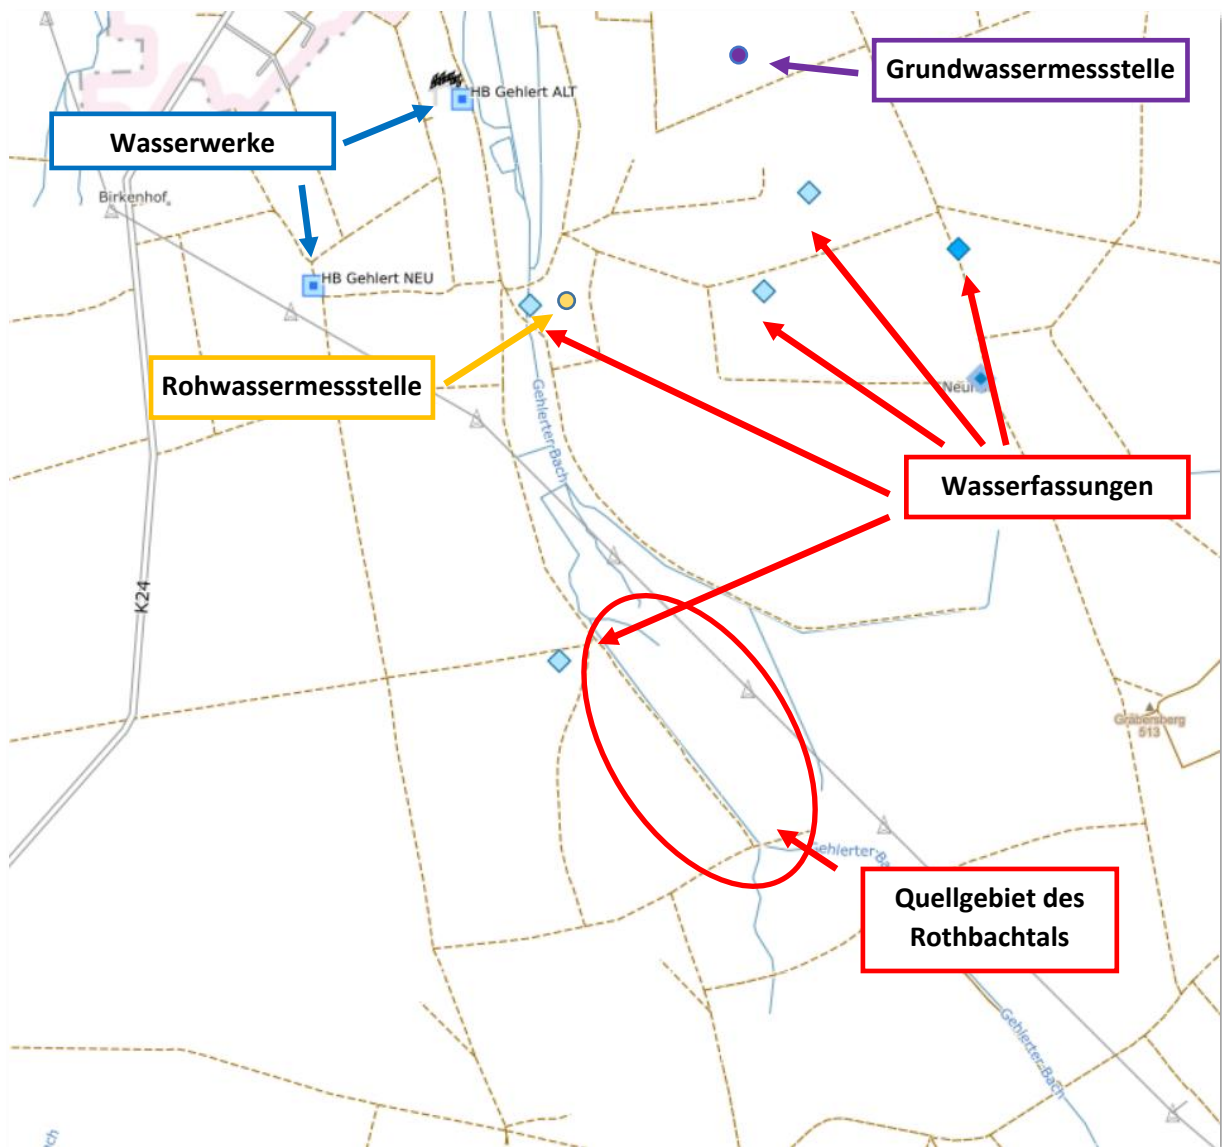 Grundwassermessstelle
HB Gehlert ALT
Wasserwerke
Birkenhof
HB Gehlert NEU
Rohwassermessstelle
Gehlerter Bach
Wasserfassungen
K24
Gräbersberg
513
Gehlerter
Quellgebiet des
Rothbachtals
Gehlerter Bach